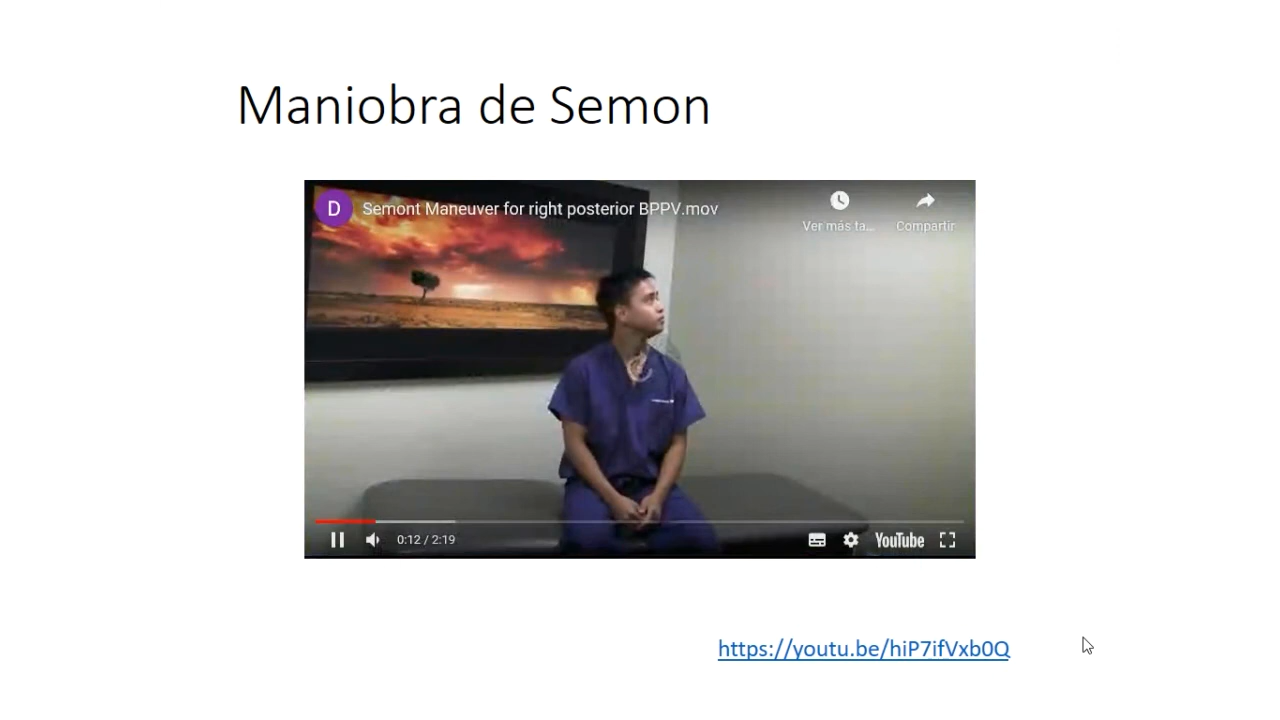 Maniobra de Semon
D
Semont Maneuver for right posterior BPPV.mov
Ver más ta...
Compartir
0:12 / 2:19
YouTube
https://youtu.be/hiP7ifVxb0Q